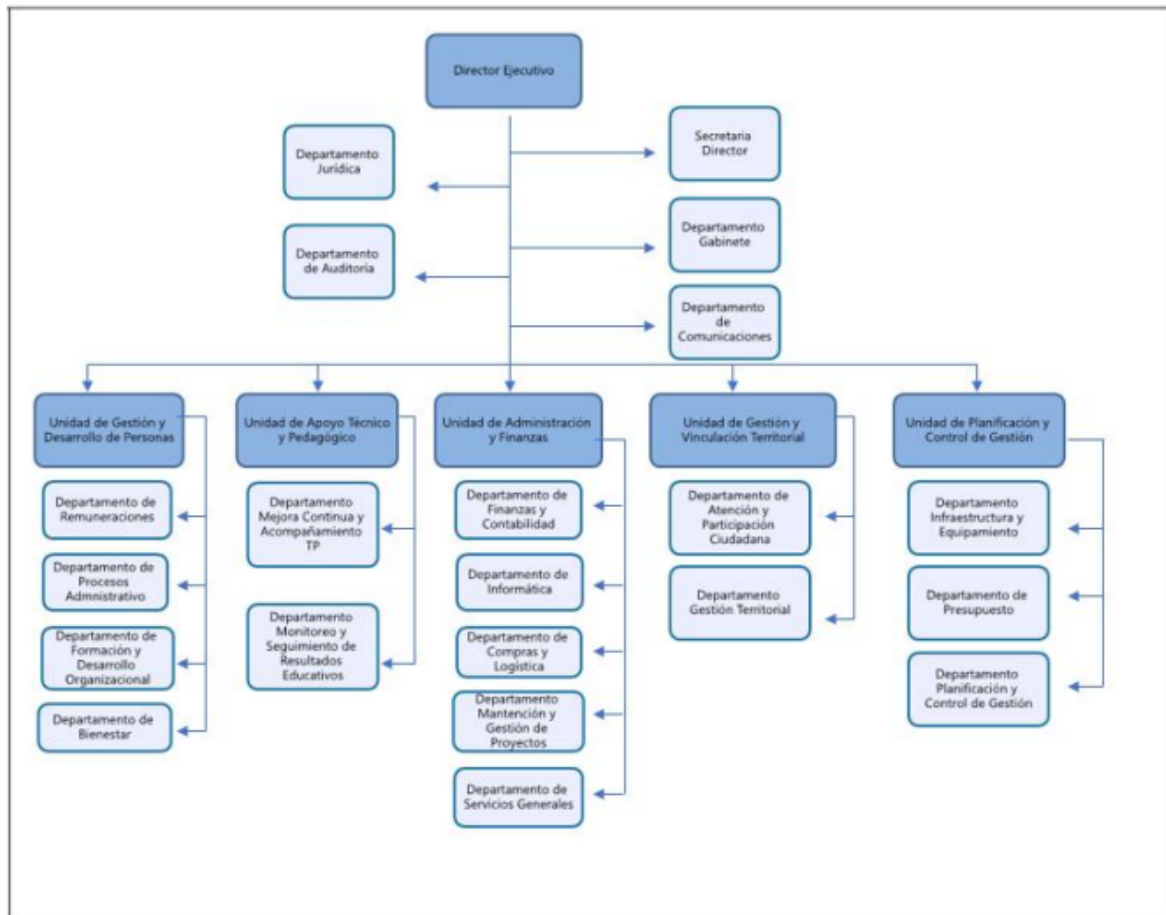 Director Ejecutivo
Departamento
Jurídica
Secretaria
Director
Departamento
de Auditoría
Departamento
Gabinete
Departamento
de
Comunicaciones
Unidad de Gestión y
Desarrollo de Personas
Unidad de Apoyo Técnico
y Pedagógico
Unidad de Administración
y Finanzas
Unidad de Gestión y
Vinculación Territorial
Unidad de Planificación y
Control de Gestión
Departamento de
Remuneraciones
Departamento de
Procesos Admnistrativo
Departamento de
Formación y
Desarrollo
Organizacional
Departamento de
Bienestar
Departamento
Mejora Continua y
Acompañamiento
TP
Departamento
Monitoreo y
Seguimiento de
Resultados
Educativos
Departamento de
Finanzas y
Contabilidad
Departamento de
Informática
Departamento de
Compras y
Logística
Departamento
Mantención y
Gestión de
Proyectos
Departamento de
Servicios Generales
Departamento de
Atención y
Participación
Ciudadana
Departamento
Gestión Territorial
Departamento
Infraestructura y
Equipamiento
Departamento de
Presupuesto
Departamento
Planificación y
Control de Gestión